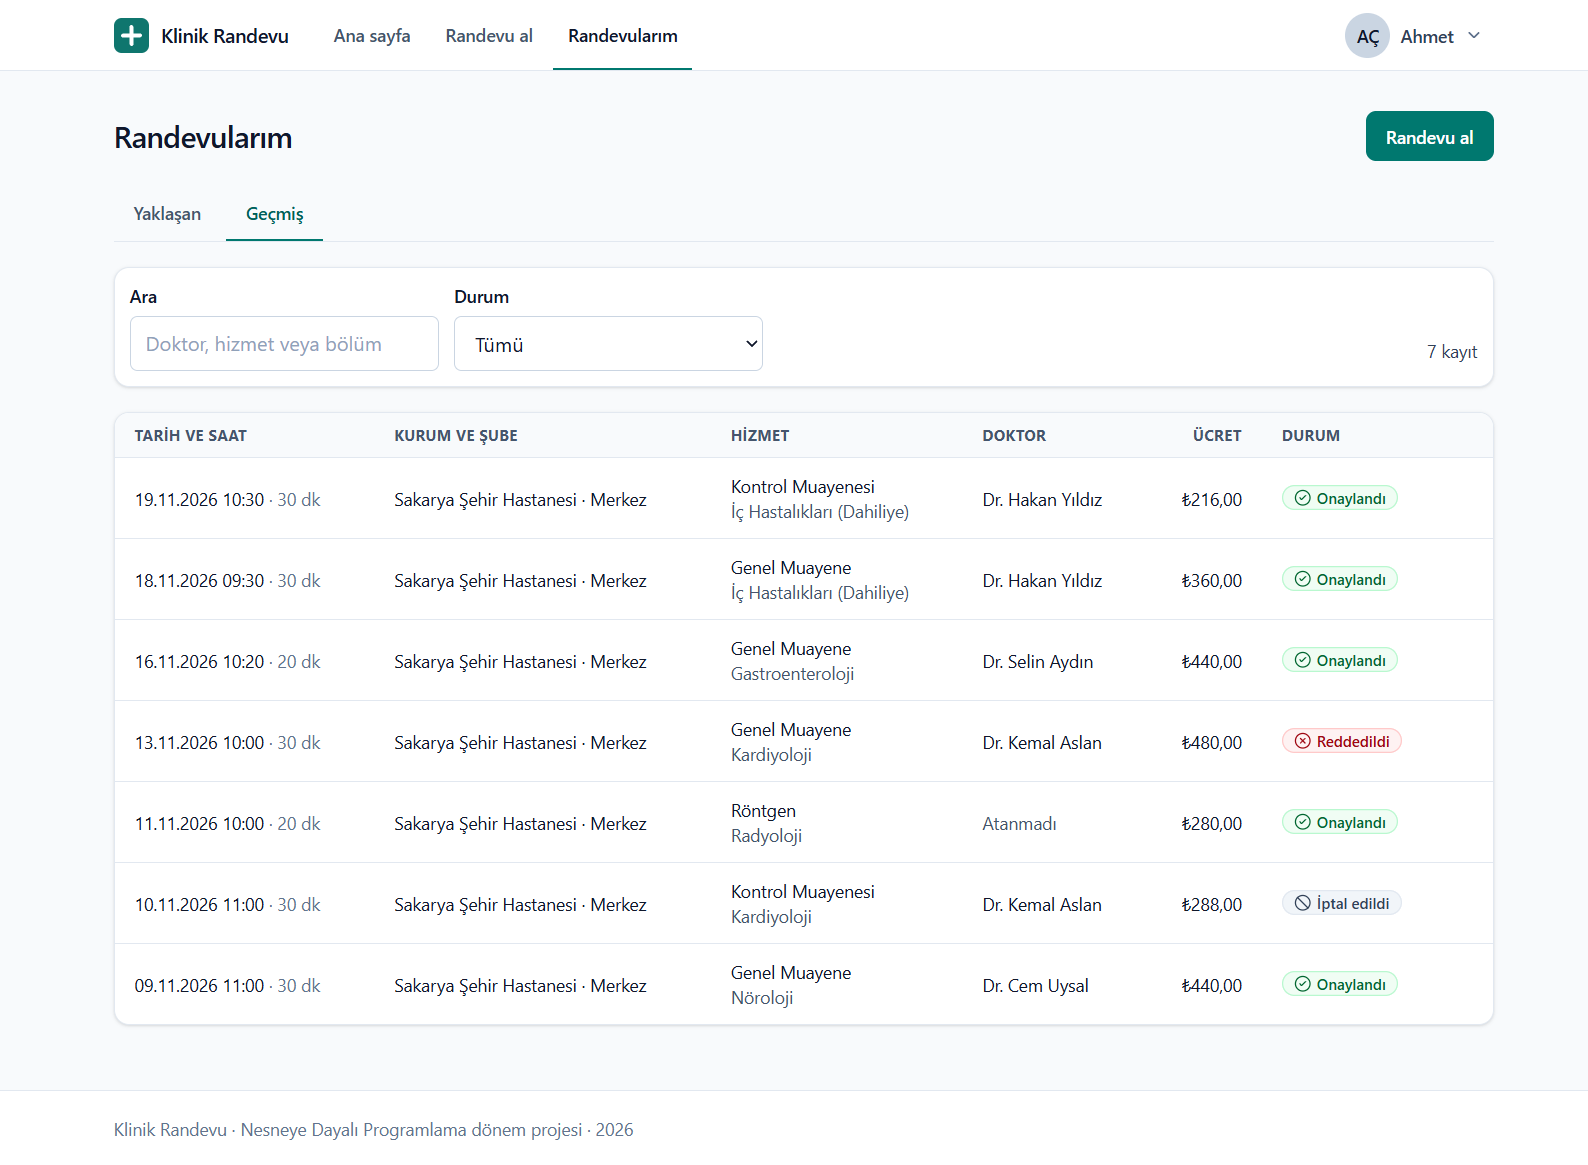 Klinik Randevu Ana sayfa Randevu al Randevularım AÇ Ahmet
Randevularım Randevu al
Yaklaşan Geçmiş
Ara Durum
Doktor, hizmet veya bölüm Tümü 7 kayıt
TARİH VE SAAT KURUM VE ŞUBE HİZMET DOKTOR ÜCRET DURUM
19.11.2026 10:30 · 30 dk Sakarya Şehir Hastanesi · Merkez Kontrol Muayenesi Dr. Hakan Yıldız ₺216,00 Onaylandı
İç Hastalıkları (Dahiliye)
18.11.2026 09:30 · 30 dk Sakarya Şehir Hastanesi · Merkez Genel Muayene Dr. Hakan Yıldız ₺360,00 Onaylandı
İç Hastalıkları (Dahiliye)
16.11.2026 10:20 · 20 dk Sakarya Şehir Hastanesi · Merkez Genel Muayene Dr. Selin Aydın ₺440,00 Onaylandı
Gastroenteroloji
13.11.2026 10:00 · 30 dk Sakarya Şehir Hastanesi · Merkez Genel Muayene Dr. Kemal Aslan ₺480,00 Reddedildi
Kardiyoloji
11.11.2026 10:00 · 20 dk Sakarya Şehir Hastanesi · Merkez Röntgen Atanmadı ₺280,00 Onaylandı
Radyoloji
10.11.2026 11:00 · 30 dk Sakarya Şehir Hastanesi · Merkez Kontrol Muayenesi Dr. Kemal Aslan ₺288,00 İptal edildi
Kardiyoloji
09.11.2026 11:00 · 30 dk Sakarya Şehir Hastanesi · Merkez Genel Muayene Dr. Cem Uysal ₺440,00 Onaylandı
Nöroloji
Klinik Randevu · Nesneye Dayalı Programlama dönem projesi · 2026